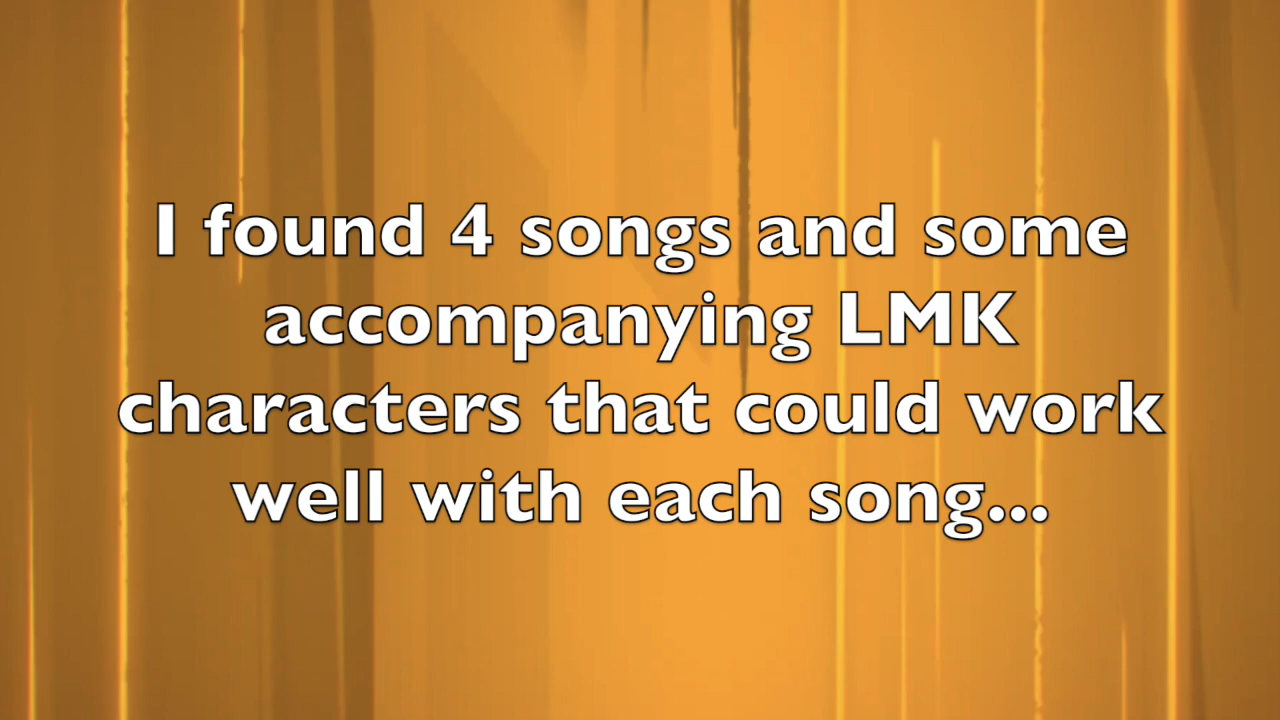 I found 4 songs and some
accompanying LMK
characters that could work
well with each song...